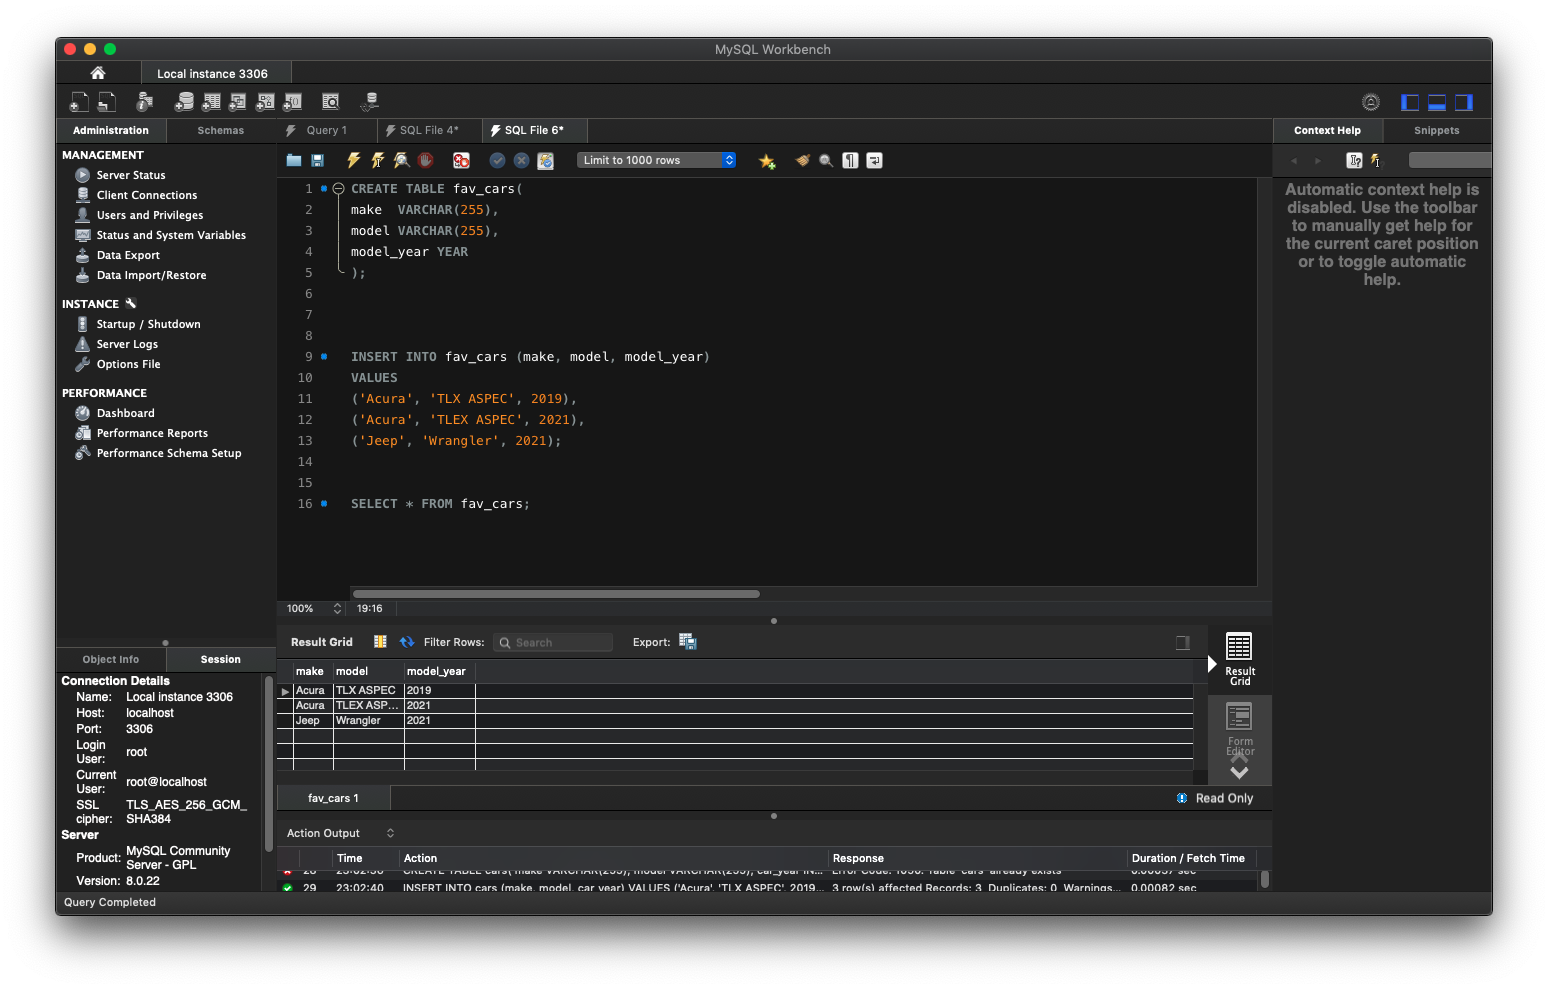 MySQL Workbench
Local instance 3306
Administration
Schemas
Query 1
SQL File 4*
SQL File 6*
Context Help
Snippets
MANAGEMENT
Server Status
Client Connections
Users and Privileges
Status and System Variables
Data Export
Data Import/Restore
INSTANCE
Startup / Shutdown
Server Logs
Options File
PERFORMANCE
Dashboard
Performance Reports
Performance Schema Setup
Limit to 1000 rows
1 CREATE TABLE fav_cars(
2 make  VARCHAR(255),
3 model VARCHAR(255),
4 model_year YEAR
5 );
6
7
8
9 INSERT INTO fav_cars (make, model, model_year)
10 VALUES
11 ('Acura', 'TLX ASPEC', 2019),
12 ('Acura', 'TLEX ASPEC', 2021),
13 ('Jeep', 'Wrangler', 2021);
14
15
16 SELECT * FROM fav_cars;
100%
19:16
Automatic context help is
disabled. Use the toolbar
to manually get help for
the current caret position
or to toggle automatic
help.
Object Info
Session
Connection Details
Name: Local instance 3306
Host: localhost
Port: 3306
Login
User: root
Current
User: root@localhost
SSL
cipher: TLS_AES_256_GCM_
SHA384
Server
Product: MySQL Community
Server - GPL
Version: 8.0.22
Result Grid
Filter Rows:
Search
Export:
make model model_year
Acura TLX ASPEC 2019
Acura TLEX ASP... 2021
Jeep Wrangler 2021
Result
Grid
Form
Editor
fav_cars 1
Read Only
Action Output
Time Action Response Duration / Fetch Time
28 23:02:36 CREATE TABLE cars( make VARCHAR(255), model VARCHAR(255), car_year IN... Error Code: 1050. Table 'cars' already exists 0.00057 sec
29 23:02:40 INSERT INTO cars (make, model, car_year) VALUES ('Acura', 'TLX ASPEC', 2019... 3 row(s) affected Records: 3  Duplicates: 0  Warnings... 0.00082 sec
Query Completed